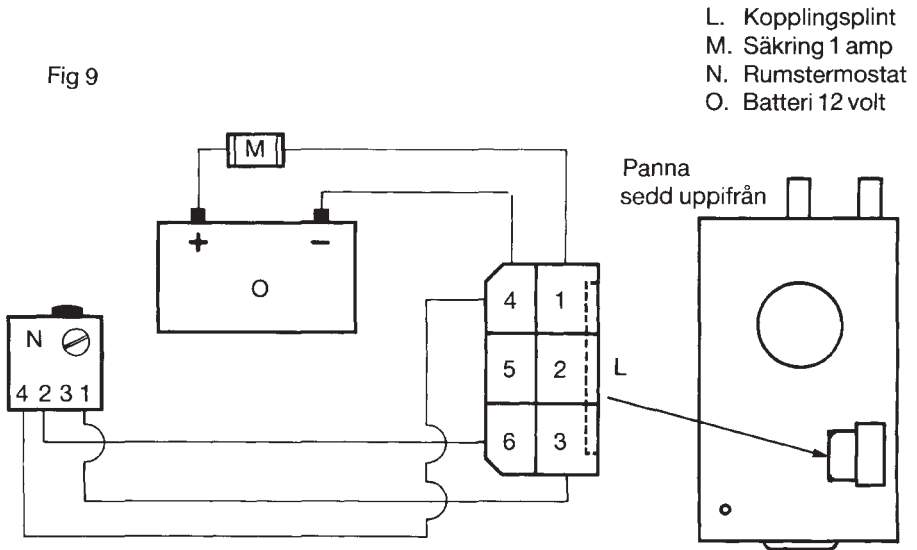 L. Kopplingsplint
M. Säkring 1 amp
N. Rumstermostat
O. Batteri 12 volt
Fig 9
M
Panna
sedd uppifrån
+ −
O
4 1
N
5 2
L
4 2 3 1
6 3